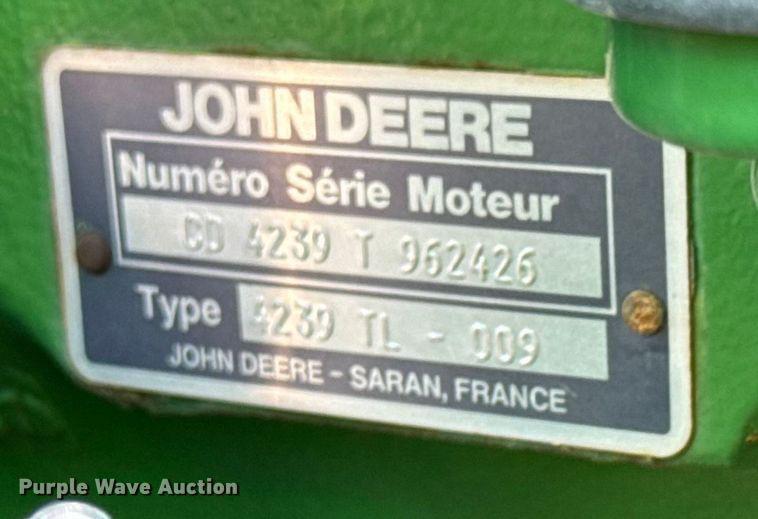 JOHN DEERE
Numéro Série Moteur
CD 4239 T 962426
Type 4239 TL - 009
JOHN DEERE - SARAN, FRANCE
Purple Wave Auction